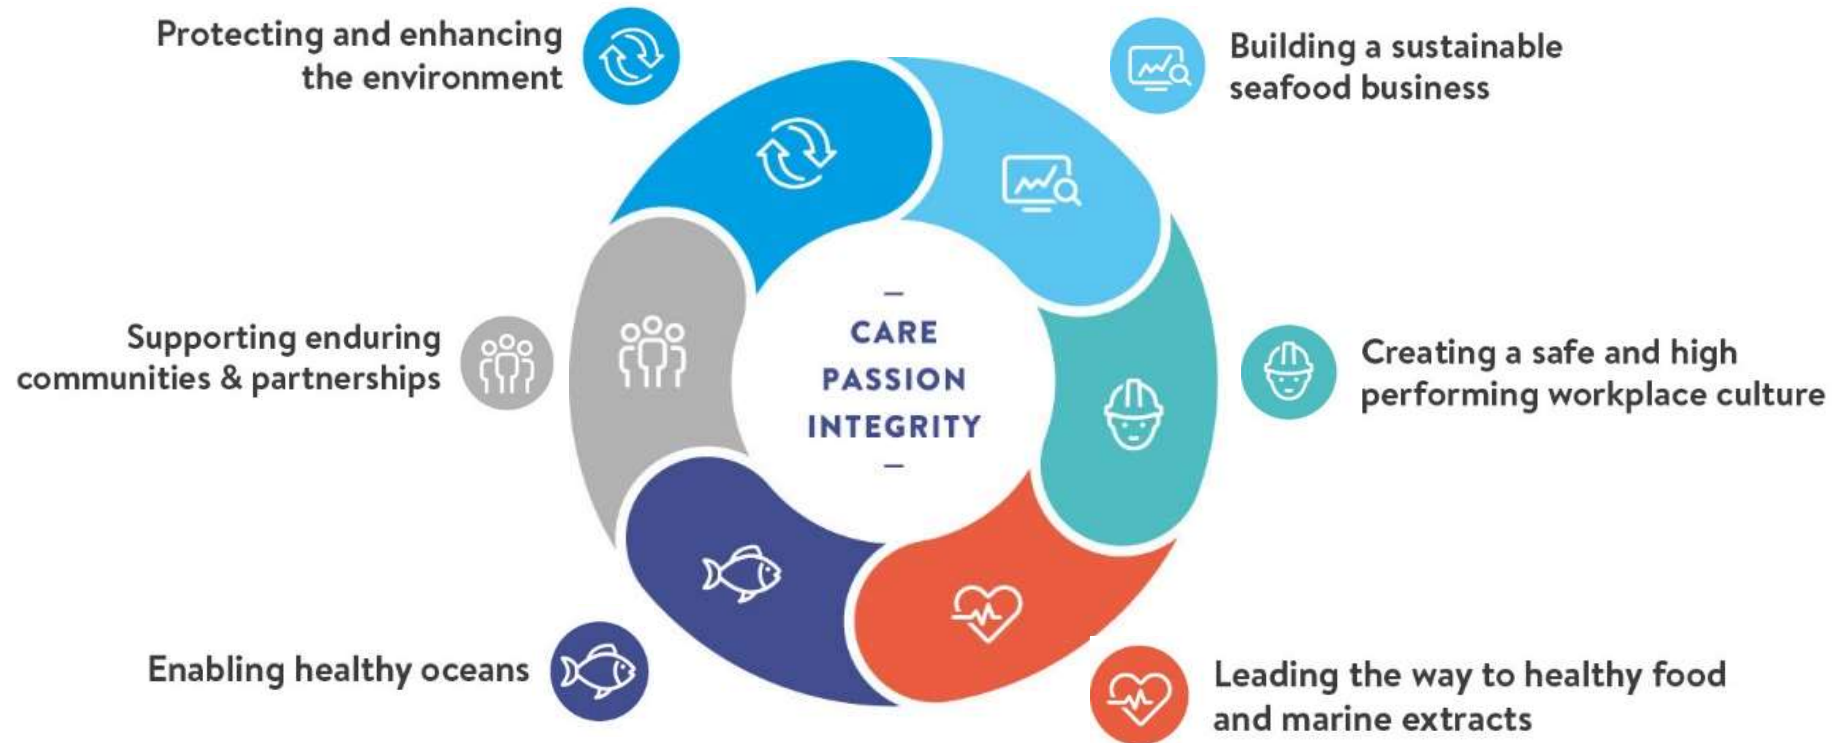 Protecting and enhancing
the environment
Building a sustainable
seafood business
Supporting enduring
communities & partnerships
CARE
PASSION
INTEGRITY
Creating a safe and high
performing workplace culture
Enabling healthy oceans
Leading the way to healthy food
and marine extracts